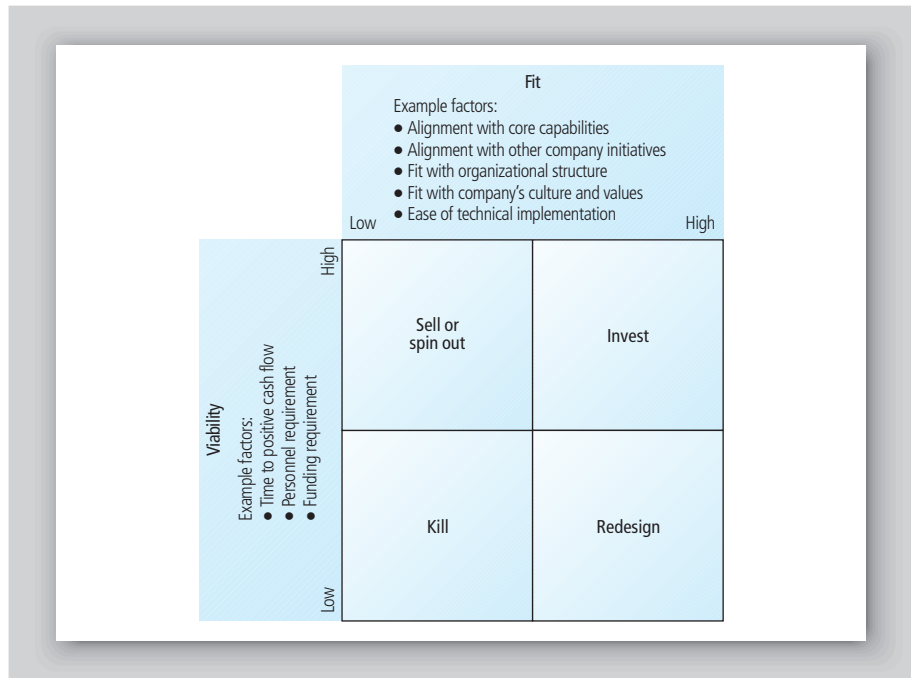 Fit
Example factors:
● Alignment with core capabilities
● Alignment with other company initiatives
● Fit with organizational structure
● Fit with company's culture and values
● Ease of technical implementation
Low
High
Viability
Example factors:
● Time to positive cash flow
● Personnel requirement
● Funding requirement
High
Low
Sell or
spin out
Invest
Kill
Redesign